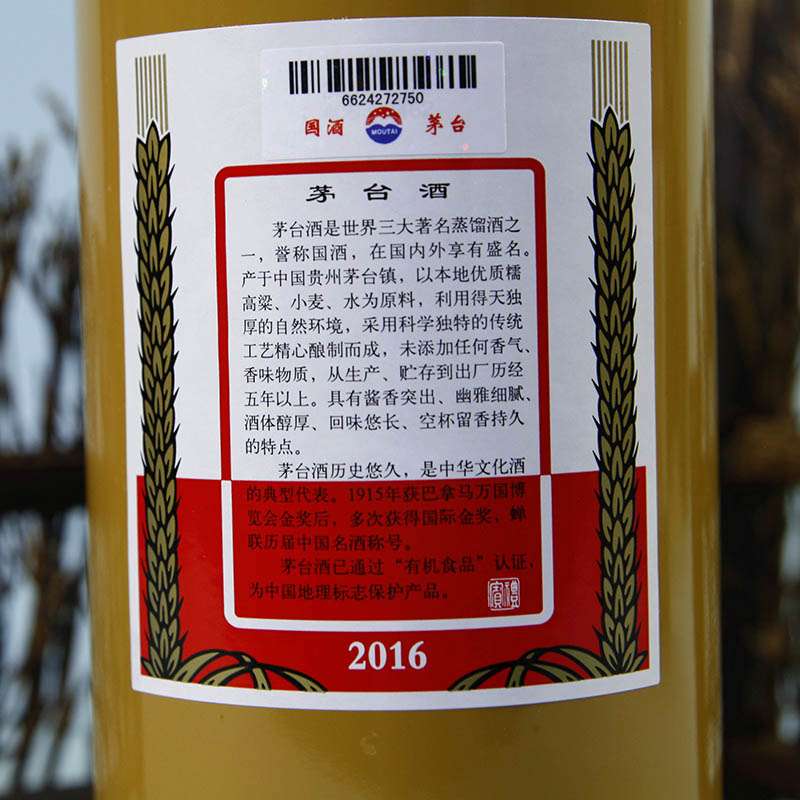 6624272750
国酒 MOUTAI 茅台
茅台酒
茅台酒是世界三大著名蒸馏酒之
一，誉称国酒，在国内外享有盛名。
产于中国贵州茅台镇，以本地优质糯
高粱、小麦、水为原料，利用得天独
厚的自然环境，采用科学独特的传统
工艺精心酿制而成，未添加任何香气、
香味物质，从生产、贮存到出厂历经
五年以上。具有酱香突出、幽雅细腻、
酒体醇厚、回味悠长、空杯留香持久
的特点。
茅台酒历史悠久，是中华文化酒
的典型代表。1915年获巴拿马万国博
览会金奖后，多次获得国际金奖，蝉
联历届中国名酒称号。
茅台酒已通过“有机食品”认证，
为中国地理标志保护产品。
2016